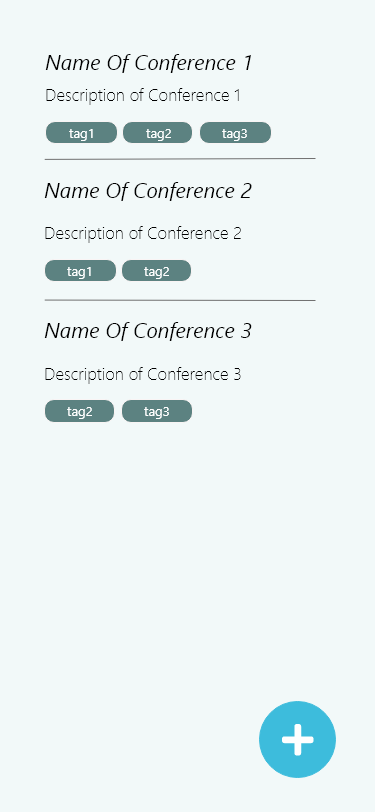 Name Of Conference 1
Description of Conference 1
tag1 tag2 tag3
Name Of Conference 2
Description of Conference 2
tag1 tag2
Name Of Conference 3
Description of Conference 3
tag2 tag3